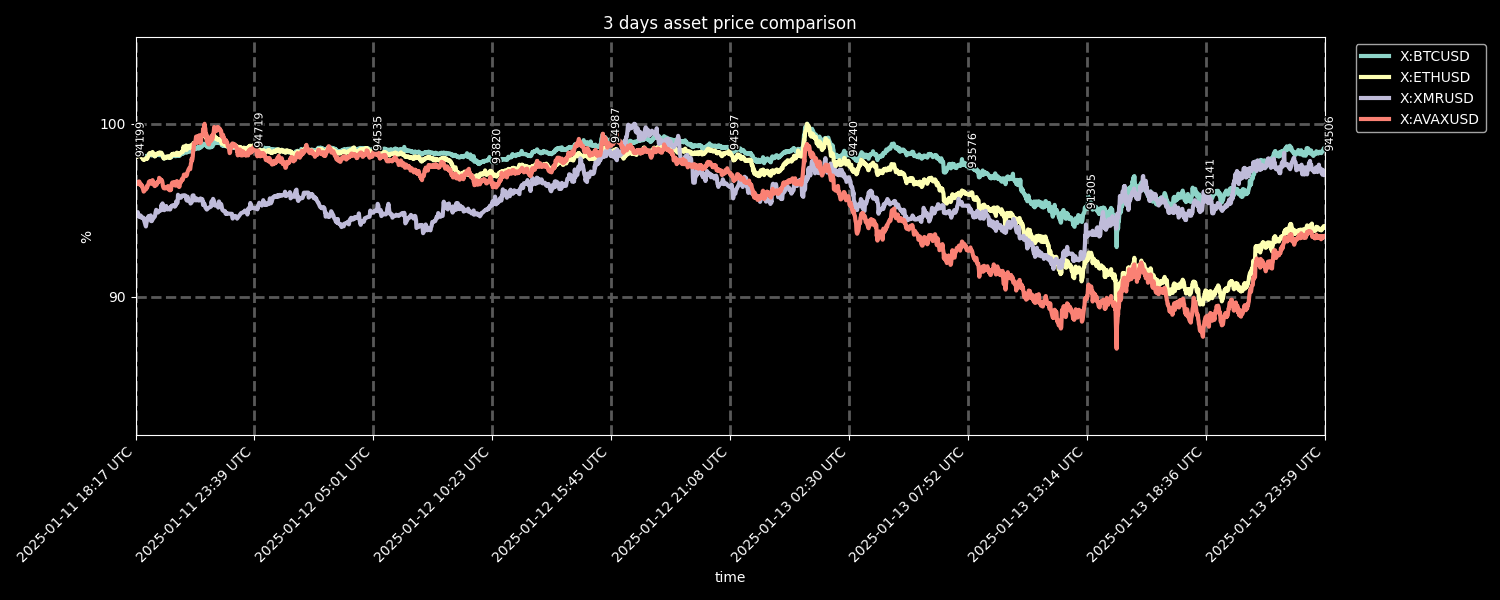 3 days asset price comparison
X:BTCUSD
X:ETHUSD
X:XMRUSD
X:AVAXUSD
100
90
%
94199
94719
94535
93820
94987
94597
94240
93576
91305
92141
94506
2025-01-11 18:17 UTC
2025-01-11 23:39 UTC
2025-01-12 05:01 UTC
2025-01-12 10:23 UTC
2025-01-12 15:45 UTC
2025-01-12 21:08 UTC
2025-01-13 02:30 UTC
2025-01-13 07:52 UTC
2025-01-13 13:14 UTC
2025-01-13 18:36 UTC
2025-01-13 23:59 UTC
time